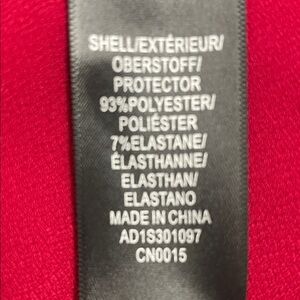 SHELL/EXTÉRIEUR/
OBERSTOFF/
PROTECTOR
93%POLYESTER/
POLIÉSTER
7%ELASTANE/
ÉLASTHANNE/
ELASTHAN/
ELASTANO
MADE IN CHINA
AD1S301097
CN0015